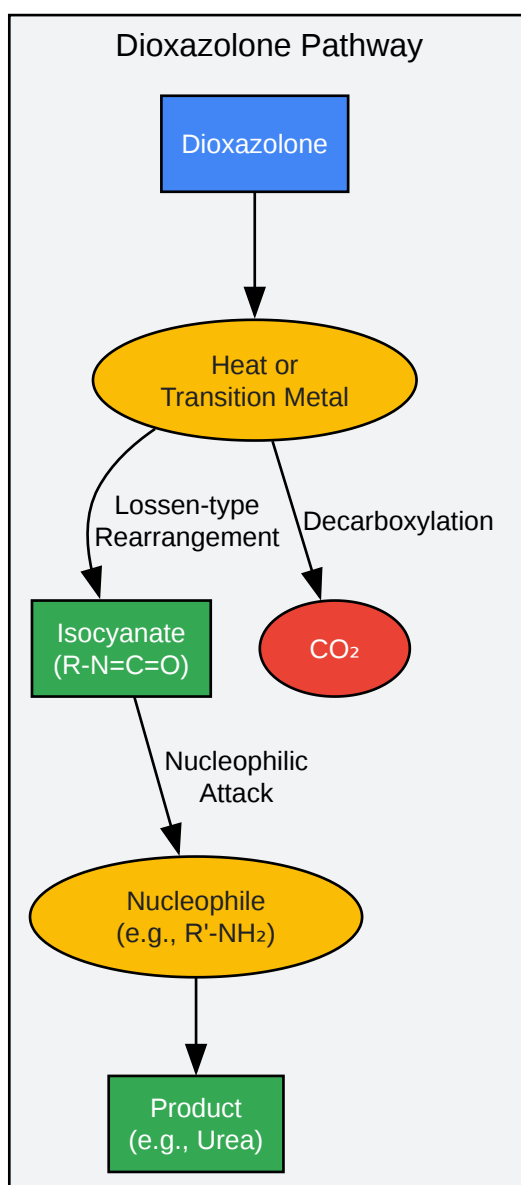 Dioxazolone Pathway
Dioxazolone
Heat or
Transition Metal
Lossen-type
Rearrangement
Decarboxylation
Isocyanate
(R-N=C=O)
CO₂
Nucleophilic
Attack
Nucleophile
(e.g., R'-NH₂)
Product
(e.g., Urea)